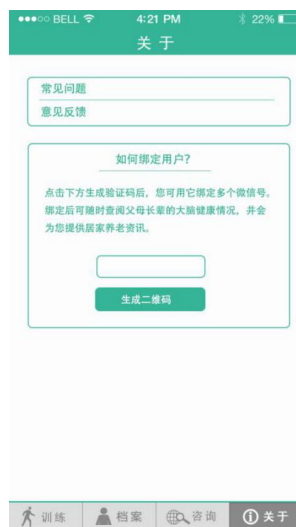 BELL 4:21 PM 22%
关于
常见问题
意见反馈
如何绑定用户?
点击下方生成验证码后，您可用它绑定多个微信号。
绑定后可随时查阅父母长辈的大脑健康情况，并会
为您提供居家养老资讯。
生成二维码
训练 档案 咨询 关于